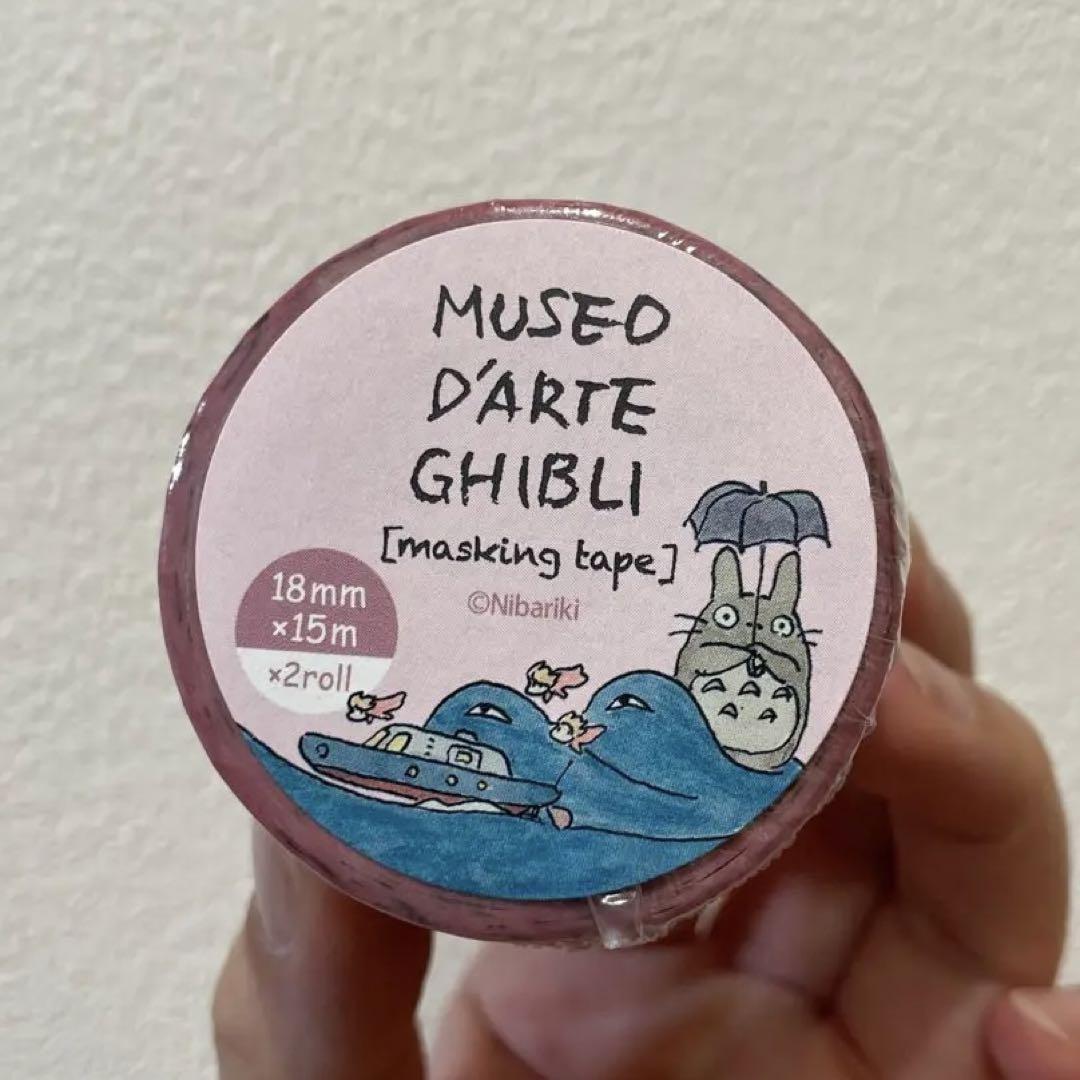 MUSEO
D'ARTE
GHIBLI
[masking tape]
©Nibariki
18mm
×15m
×2roll